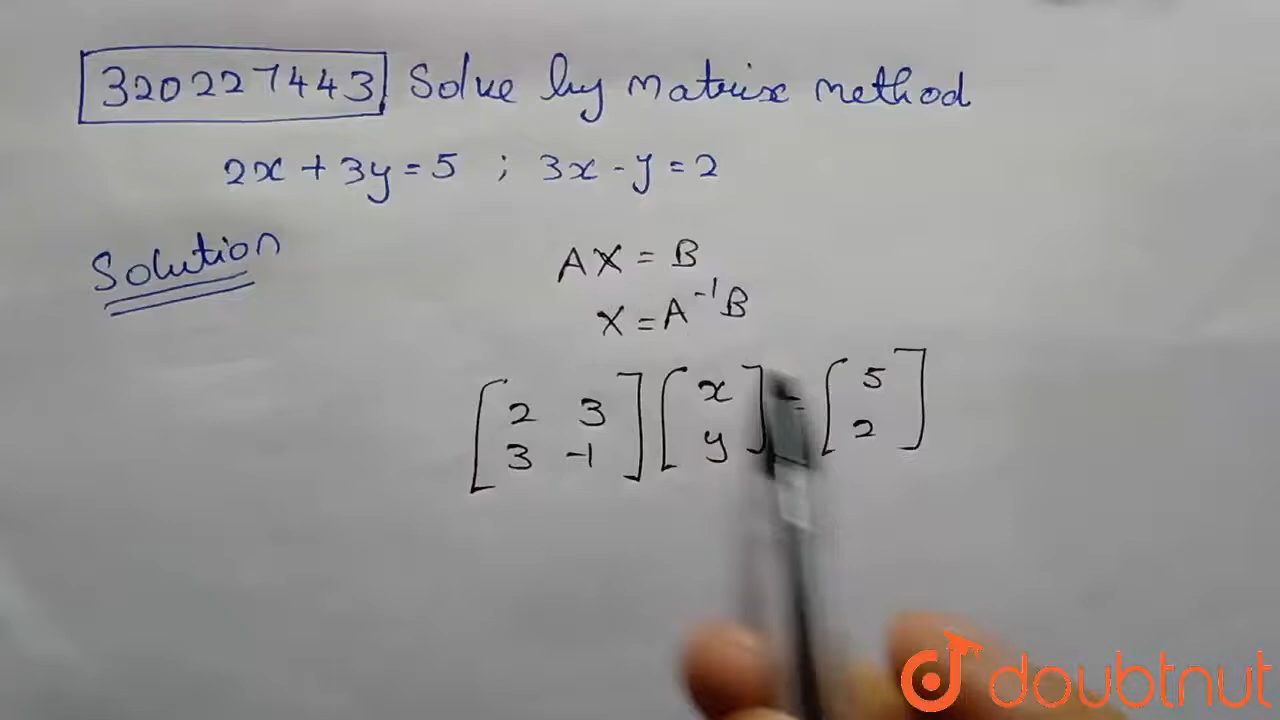 320227443 Solve by Matrix method
2x + 3y = 5 ; 3x - y = 2
Solution
AX = B
X = A⁻¹B
[2 3] [x] = [5]
[3 -1] [y] [2]
doubtnut